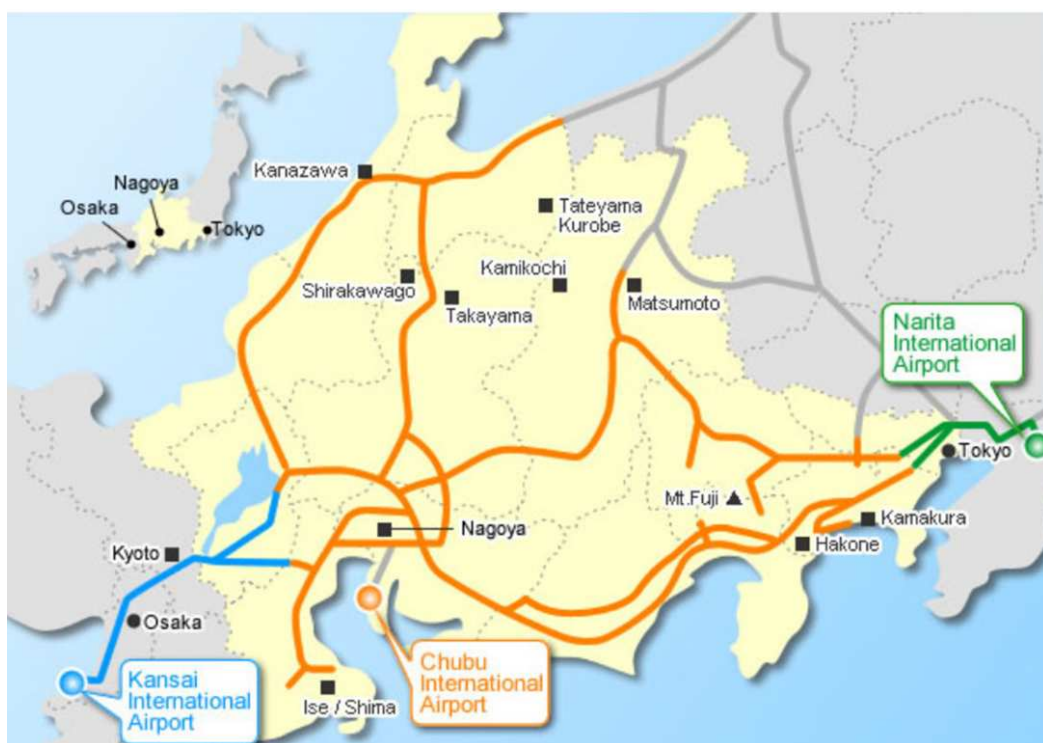 Kanazawa
Nagoya
Osaka
Tokyo
Tateyama
Kurobe
Shirakawago
Kamikochi
Takayama
Matsumoto
Narita
International
Airport
Tokyo
Mt.Fuji
Kamakura
Nagoya
Hakone
Kyoto
Osaka
Kansai
International
Airport
Chubu
International
Airport
Ise / Shima